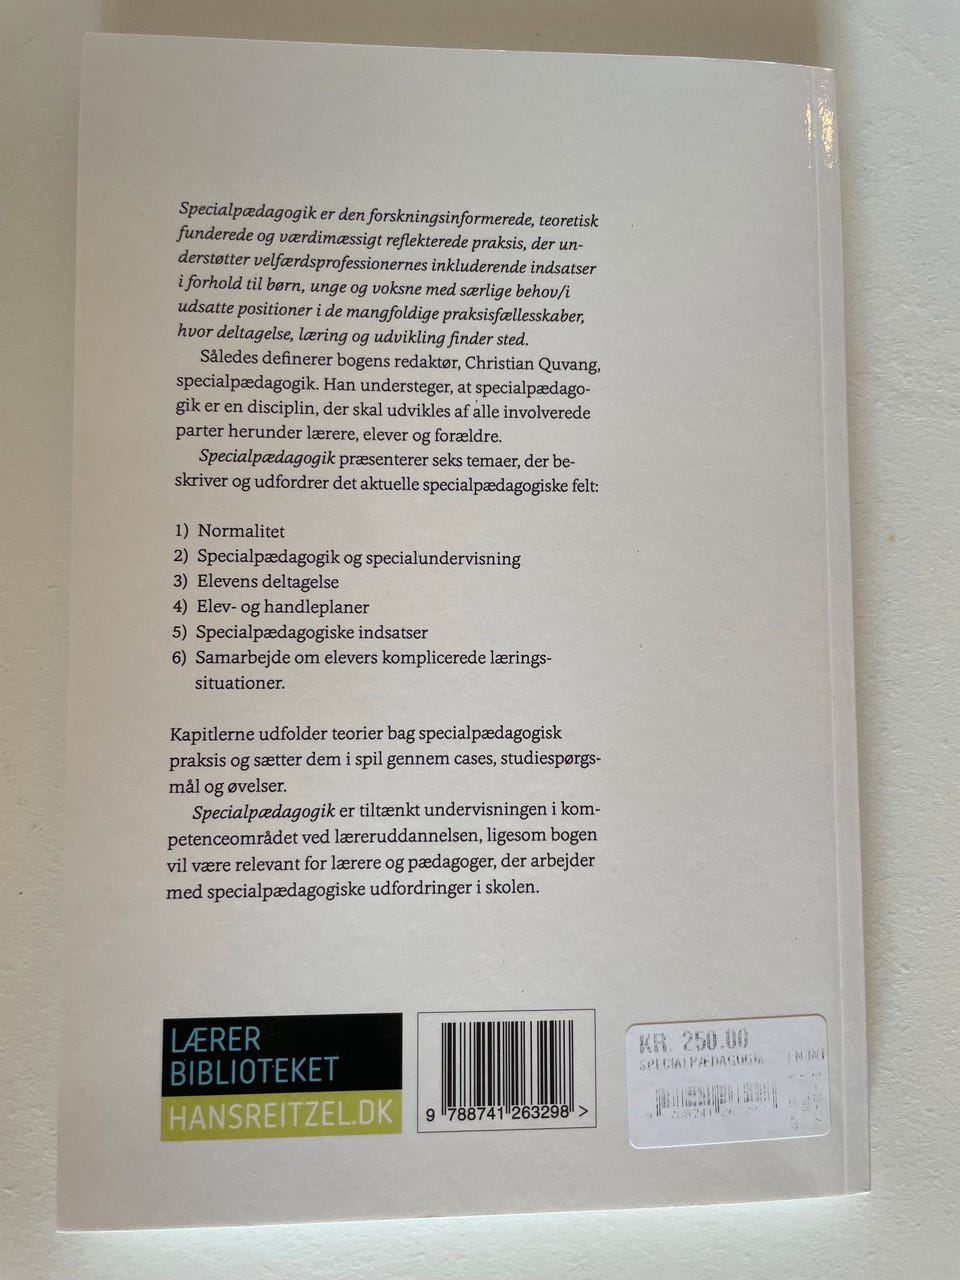 Specialpædagogik er den forskningsinformerede, teoretisk
funderede og værdimæssigt reflekterede praksis, der un-
derstøtter velfærdsprofessionernes inkluderende indsatser
i forhold til børn, unge og voksne med særlige behov/i
udsatte positioner i de mangfoldige praksisfællesskaber,
hvor deltagelse, læring og udvikling finder sted.
Således definerer bogens redaktør, Christian Quvang,
specialpædagogik. Han understeger, at specialpædago-
gik er en disciplin, der skal udvikles af alle involverede
parter herunder lærere, elever og forældre.
Specialpædagogik præsenterer seks temaer, der be-
skriver og udfordrer det aktuelle specialpædagogiske felt:
1) Normalitet
2) Specialpædagogik og specialundervisning
3) Elevens deltagelse
4) Elev- og handleplaner
5) Specialpædagogiske indsatser
6) Samarbejde om elevers komplicerede lærings-
situationer.
Kapitlerne udfolder teorier bag specialpædagogisk
praksis og sætter dem i spil gennem cases, studiespørgs-
mål og øvelser.
Specialpædagogik er tiltænkt undervisningen i kom-
petenceområdet ved læreruddannelsen, ligesom bogen
vil være relevant for lærere og pædagoger, der arbejder
med specialpædagogiske udfordringer i skolen.
LÆRER
BIBLIOTEKET
HANSREITZEL.DK
9 788741 263298 >
KR. 250.00
SPECIALPÆDAGOGIK